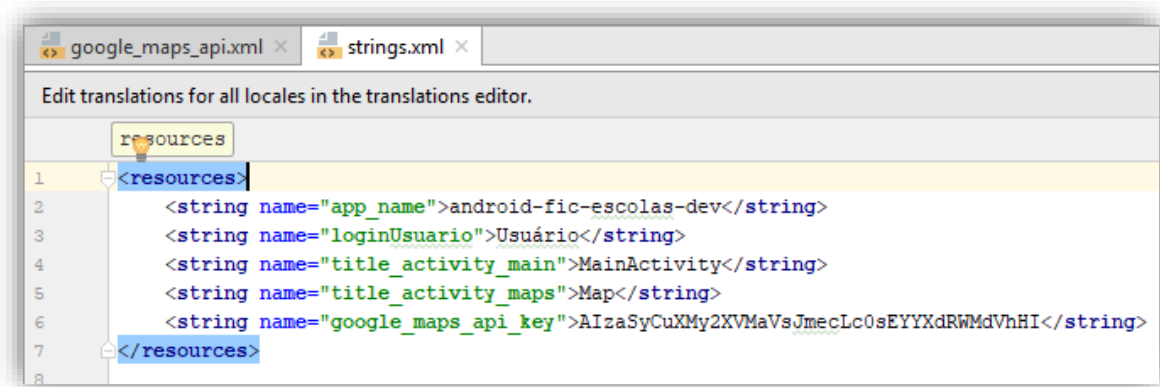 google_maps_api.xml strings.xml
Edit translations for all locales in the translations editor.
resources
1 <resources>
2 <string name="app_name">android-fic-escolas-dev</string>
3 <string name="loginUsuario">Usuário</string>
4 <string name="title_activity_main">MainActivity</string>
5 <string name="title_activity_maps">Map</string>
6 <string name="google_maps_api_key">AIzaSyCuXMy2XVMaVsJmecLc0sEYYXdRWMdVhHI</string>
7 </resources>
8